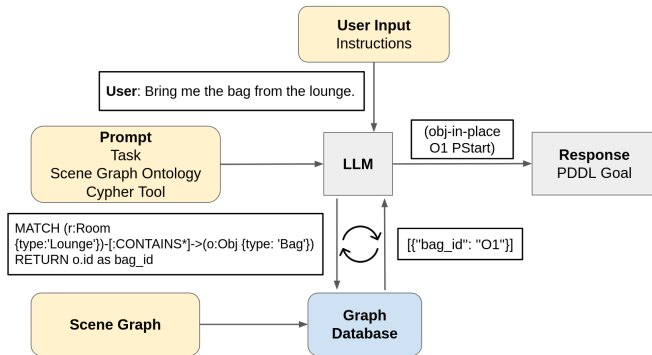 User Input
Instructions
User: Bring me the bag from the lounge.
Prompt
Task
Scene Graph Ontology
Cypher Tool
LLM
(obj-in-place
O1 PStart)
Response
PDDL Goal
MATCH (r:Room
{type:'Lounge'})-[:CONTAINS*]->(o:Obj {type: 'Bag'})
RETURN o.id as bag_id
[{"bag_id": "O1"}]
Scene Graph
Graph
Database